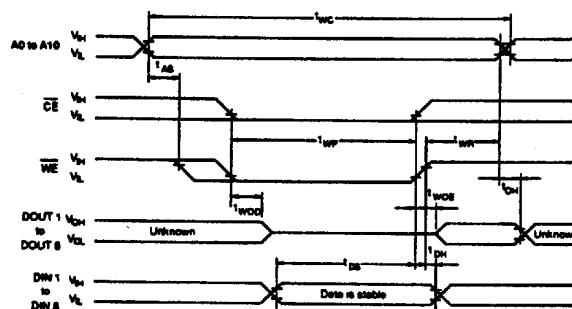 tWC
A0 to A10 VIH
VIL
tAS
CE VIH
VIL
tWP tWR
WE VIH
VIL
tWOD tWOE tOH
DOUT 1 VOH
to
DOUT 8 VOL
Unknown Unknow
tDS tDH
DIN 1 VIH
to
DIN 8 VIL
Data is stable